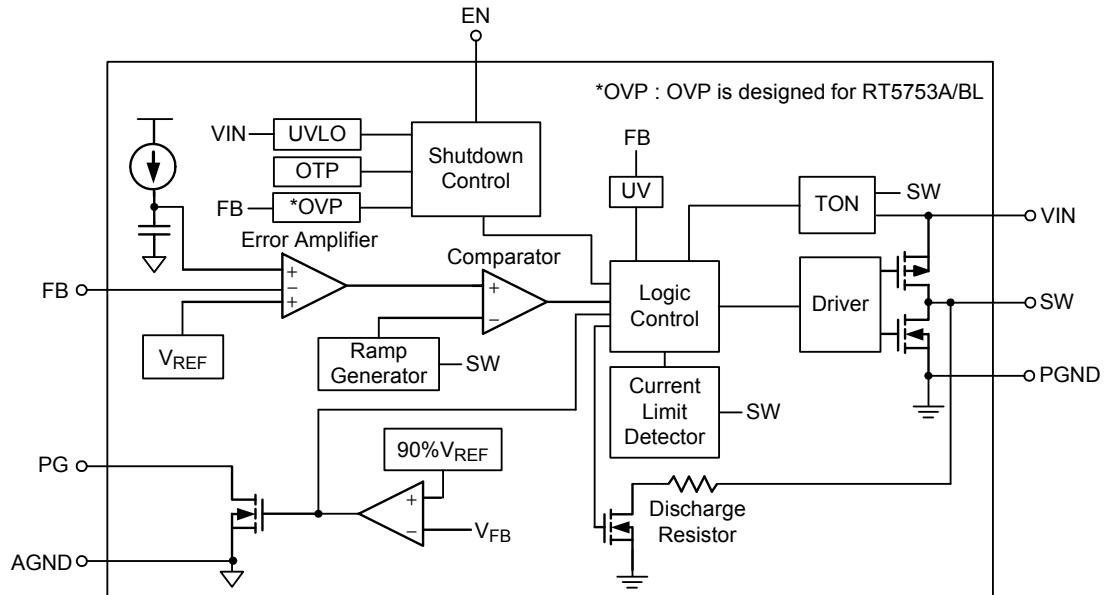 EN
*OVP : OVP is designed for RT5753A/BL
VIN
UVLO
OTP
FB
*OVP
Shutdown
Control
FB
UV
TON
SW
VIN
Error Amplifier
Comparator
FB
+
−
+
+
−
Logic
Control
Driver
SW
VREF
Ramp
Generator
SW
Current
Limit
Detector
SW
PGND
90%VREF
PG
+
−
VFB
Discharge
Resistor
AGND